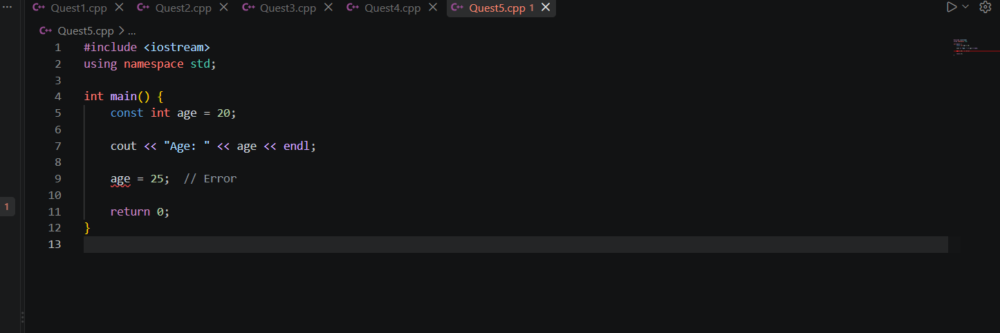 ... Quest1.cpp Quest2.cpp Quest3.cpp Quest4.cpp Quest5.cpp 1
Quest5.cpp > ...
1 #include <iostream>
2 using namespace std;
3
4 int main() {
5     const int age = 20;
6
7     cout << "Age: " << age << endl;
8
9     age = 25;  // Error
10
1
11     return 0;
12 }
13